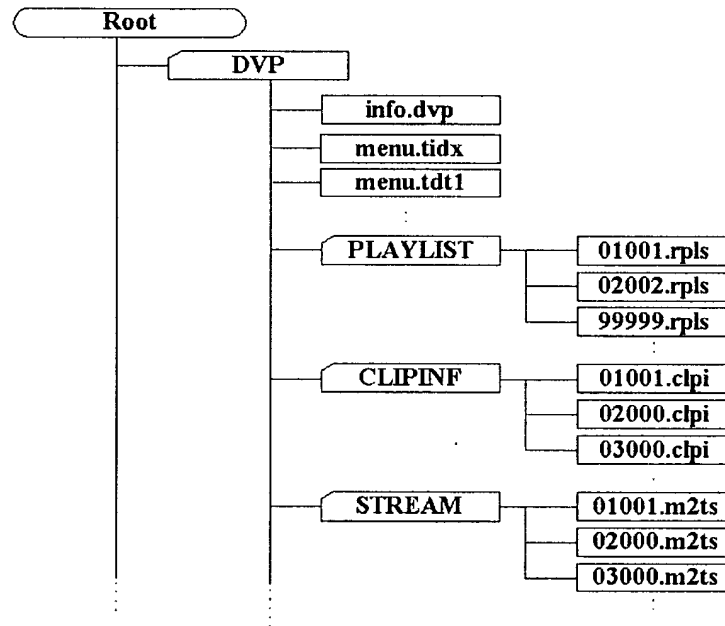 Root
DVP
info.dvp
menu.tidx
menu.tdt1
PLAYLIST
01001.rpls
02002.rpls
99999.rpls
CLIPINF
01001.clpi
02000.clpi
03000.clpi
STREAM
01001.m2ts
02000.m2ts
03000.m2ts